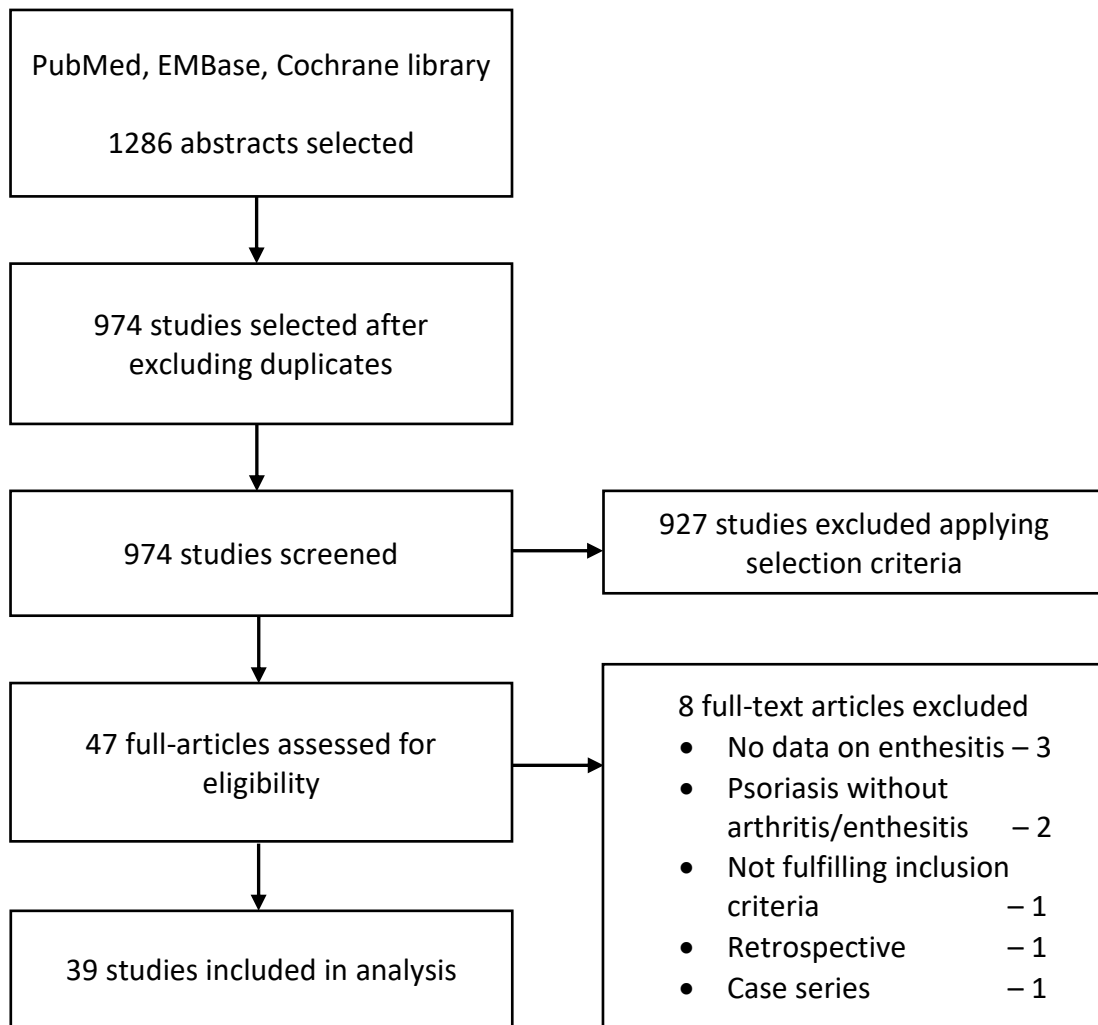 PubMed, EMBase, Cochrane library
1286 abstracts selected
974 studies selected after
excluding duplicates
974 studies screened
927 studies excluded applying
selection criteria
47 full-articles assessed for
eligibility
8 full-text articles excluded
• No data on enthesitis – 3
• Psoriasis without
arthritis/enthesitis – 2
• Not fulfilling inclusion
criteria – 1
• Retrospective – 1
• Case series – 1
39 studies included in analysis